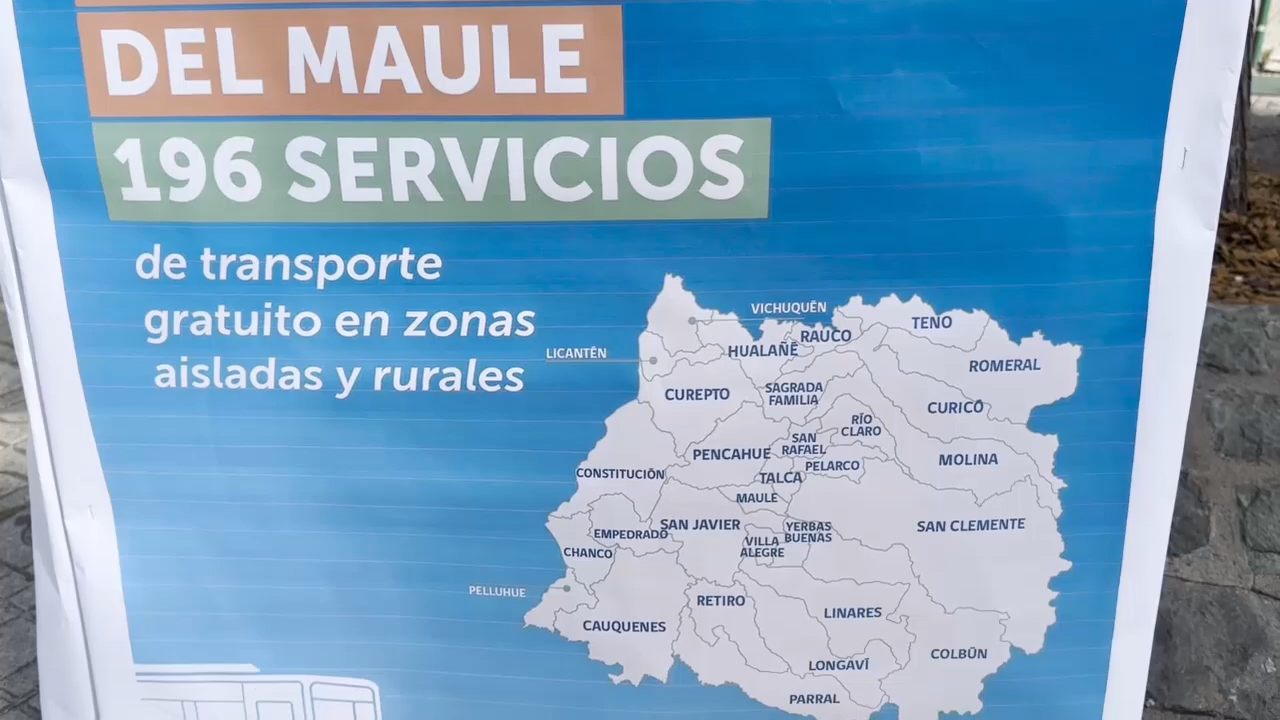 DEL MAULE
196 SERVICIOS
de transporte
gratuito en zonas
aisladas y rurales
VICHUQUÉN
TENO
RAUCO
HUALAÑÉ
LICANTÉN
ROMERAL
CUREPTO
SAGRADA
FAMILIA
CURICÓ
RÍO
CLARO
SAN
RAFAEL
PENCAHUE
PELARCO
MOLINA
CONSTITUCIÓN
TALCA
MAULE
SAN JAVIER
YERBAS
BUENAS
SAN CLEMENTE
EMPEDRADO
VILLA
ALEGRE
CHANCO
PELLUHUE
RETIRO
LINARES
CAUQUENES
COLBÚN
LONGAVÍ
PARRAL